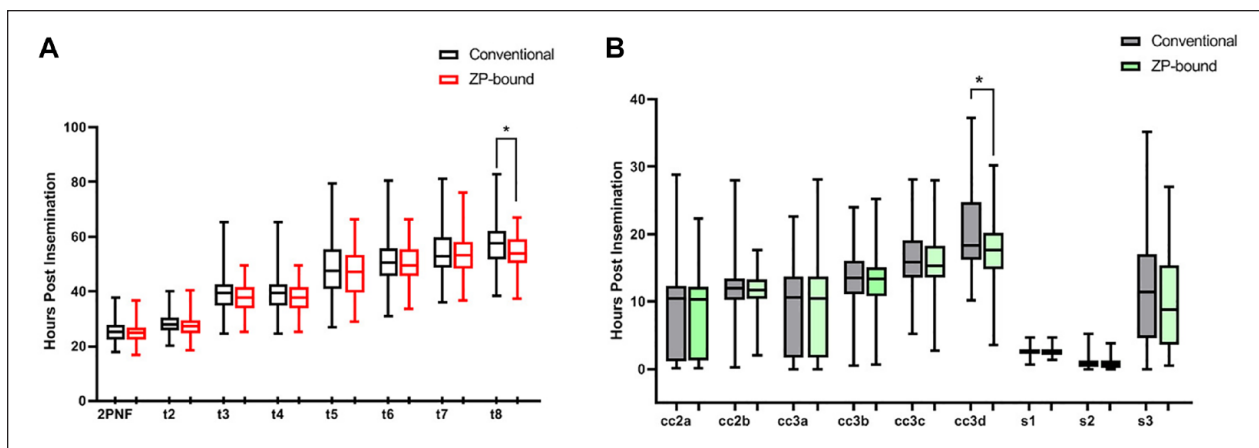 A
Conventional
ZP-bound
Hours Post Insemination
100
80
60
40
20
0
*
2PNF t2 t3 t4 t5 t6 t7 t8
B
Conventional
ZP-bound
Hours Post Insemination
40
30
20
10
0
*
cc2a cc2b cc3a cc3b cc3c cc3d s1 s2 s3